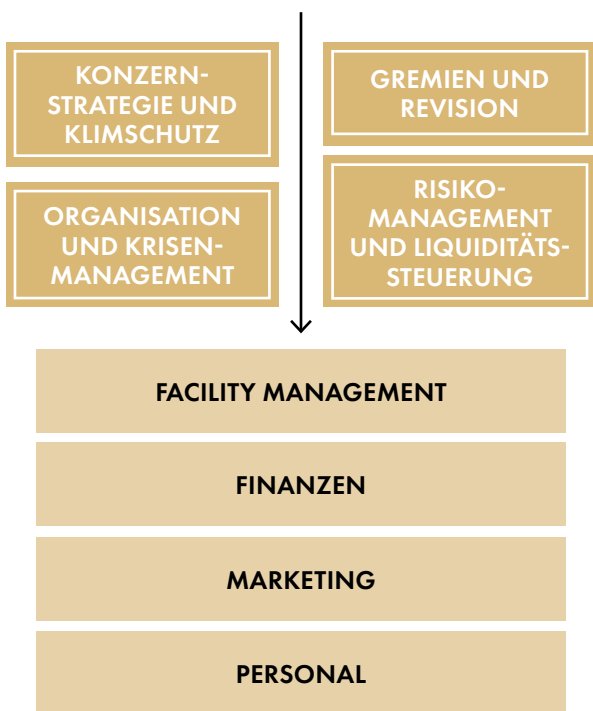 KONZERN-
STRATEGIE UND
KLIMSCHUTZ
GREMIEN UND
REVISION
ORGANISATION
UND KRISEN-
MANAGEMENT
RISIKO-
MANAGEMENT
UND LIQUIDITÄTS-
STEUERUNG
FACILITY MANAGEMENT
FINANZEN
MARKETING
PERSONAL